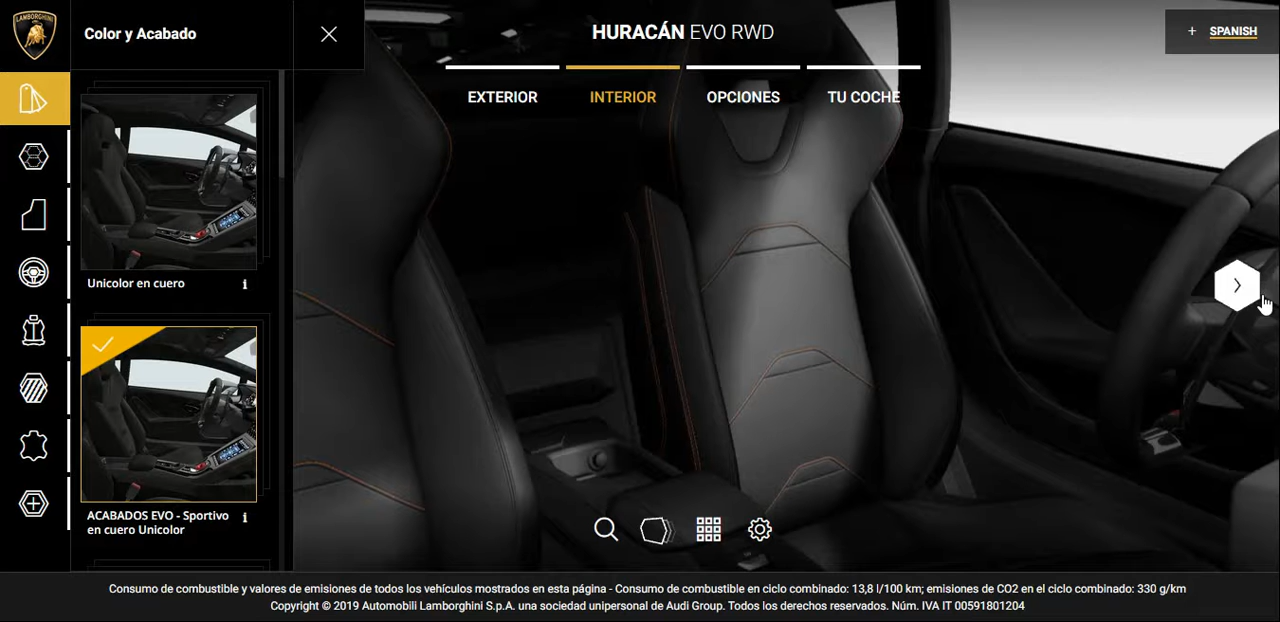 LAMBORGHINI
Color y Acabado
HURACÁN EVO RWD
+ SPANISH
EXTERIOR
INTERIOR
OPCIONES
TU COCHE
Unicolor en cuero
i
ACABADOS EVO - Sportivo
en cuero Unicolor
i
Consumo de combustible y valores de emisiones de todos los vehículos mostrados en esta página - Consumo de combustible en ciclo combinado: 13,8 l/100 km; emisiones de CO2 en el ciclo combinado: 330 g/km
Copyright © 2019 Automobili Lamborghini S.p.A. una sociedad unipersonal de Audi Group. Todos los derechos reservados. Núm. IVA IT 00591801204